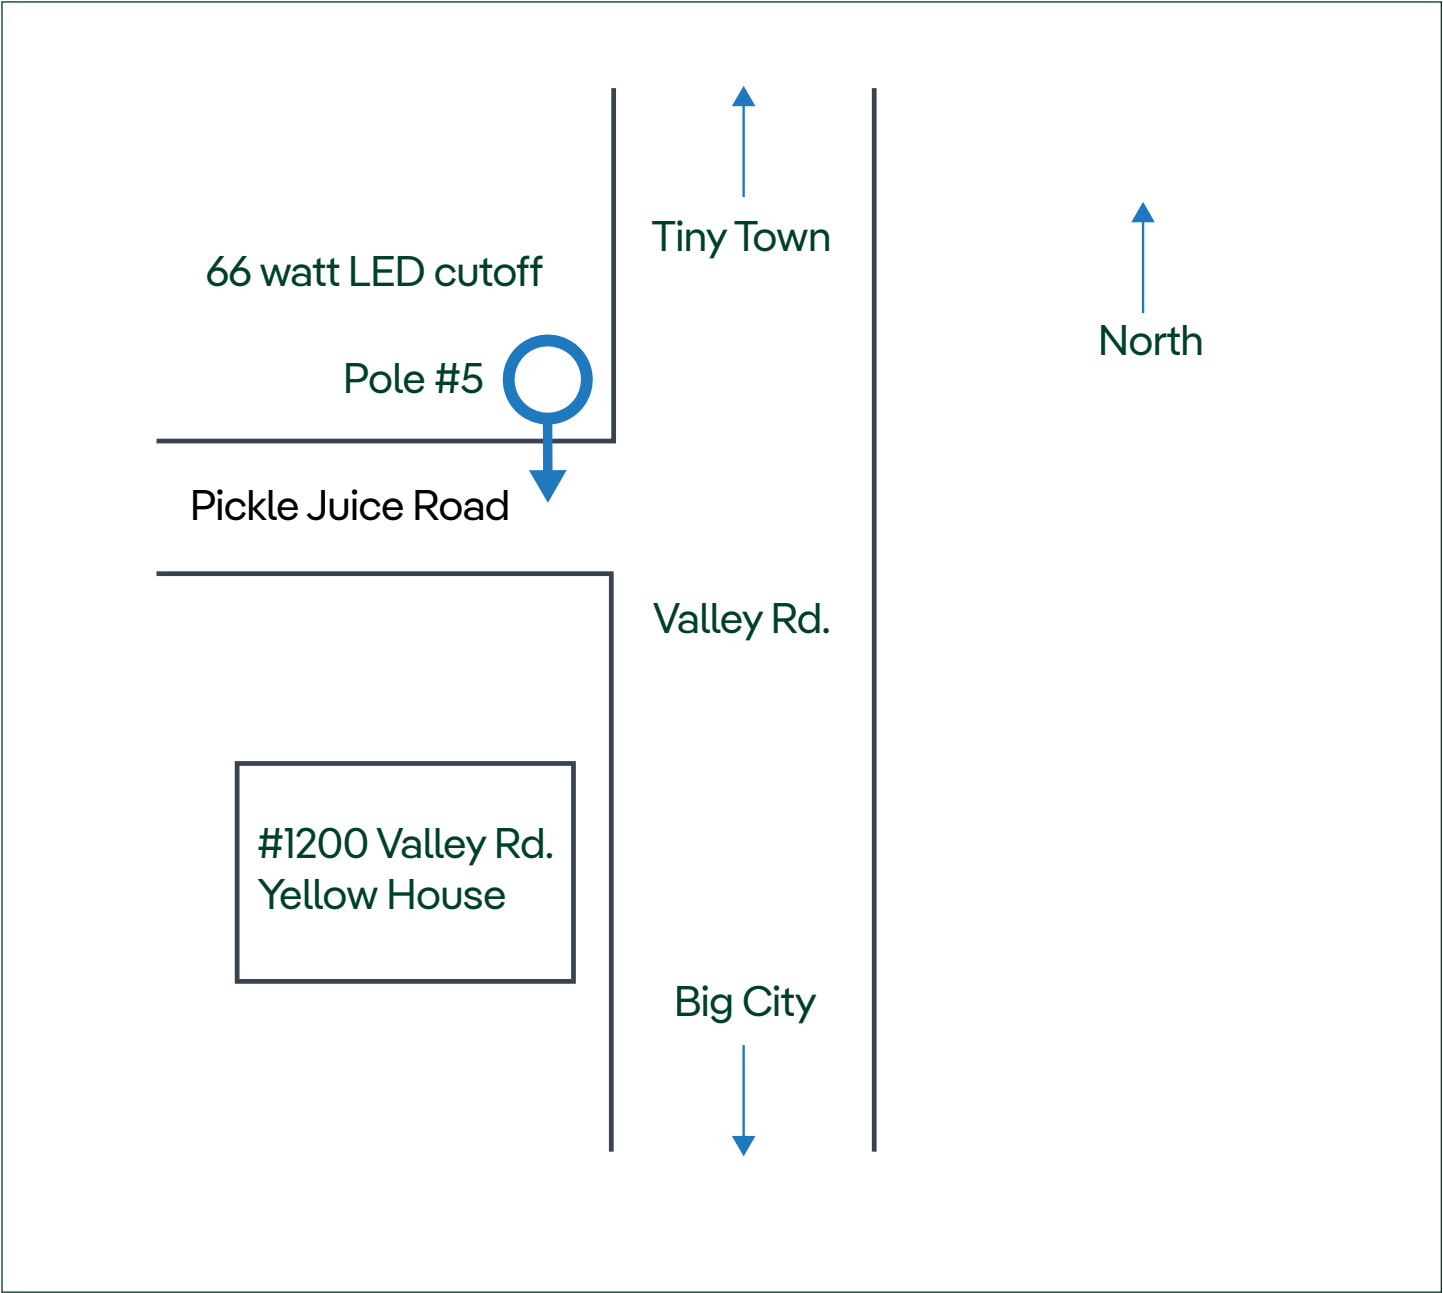 Tiny Town
66 watt LED cutoff
North
Pole #5
Pickle Juice Road
Valley Rd.
#1200 Valley Rd.
Yellow House
Big City